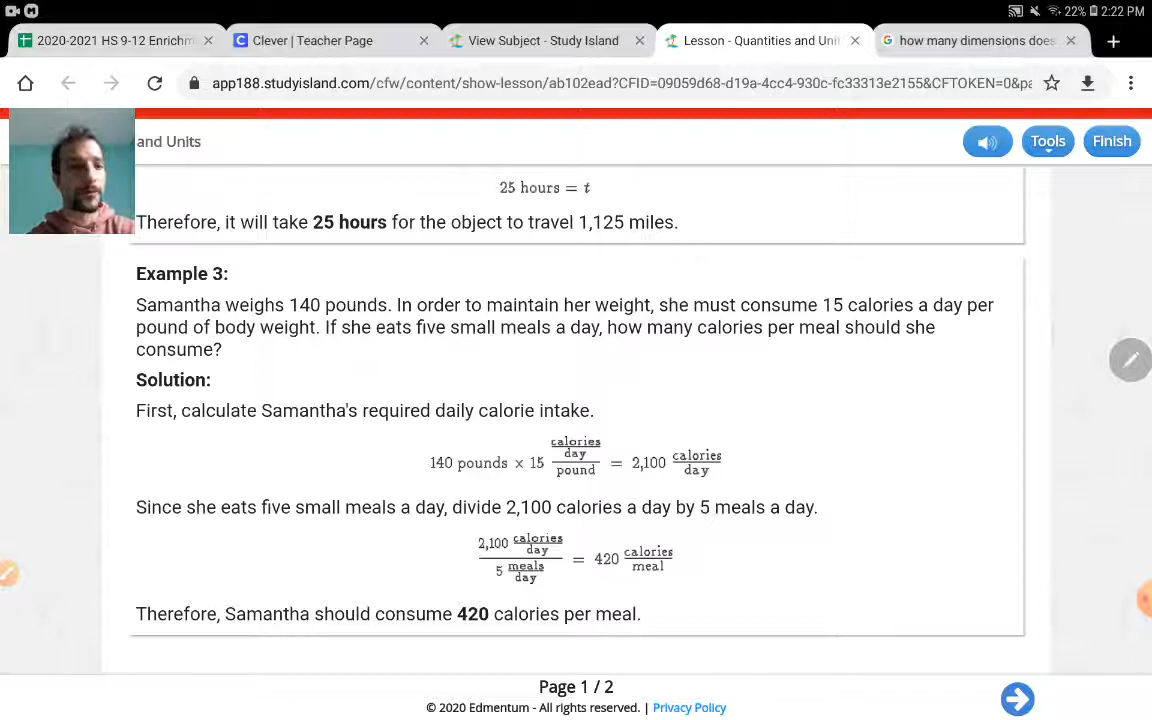 22% 2:22 PM
2020-2021 HS 9-12 Enrichm
Clever | Teacher Page
View Subject - Study Island
Lesson - Quantities and Unit
how many dimensions does
app188.studyisland.com/cfw/content/show-lesson/ab102ead?CFID=09059d68-d19a-4cc4-930c-fc33313e2155&CFTOKEN=0&pa
and Units
Tools
Finish
25 hours = t
Therefore, it will take 25 hours for the object to travel 1,125 miles.
Example 3:
Samantha weighs 140 pounds. In order to maintain her weight, she must consume 15 calories a day per
pound of body weight. If she eats five small meals a day, how many calories per meal should she
consume?
Solution:
First, calculate Samantha's required daily calorie intake.
140 pounds × 15 calories/day/pound = 2,100 calories/day
Since she eats five small meals a day, divide 2,100 calories a day by 5 meals a day.
2,100 calories/day / 5 meals/day = 420 calories/meal
Therefore, Samantha should consume 420 calories per meal.
Page 1 / 2
© 2020 Edmentum - All rights reserved. | Privacy Policy